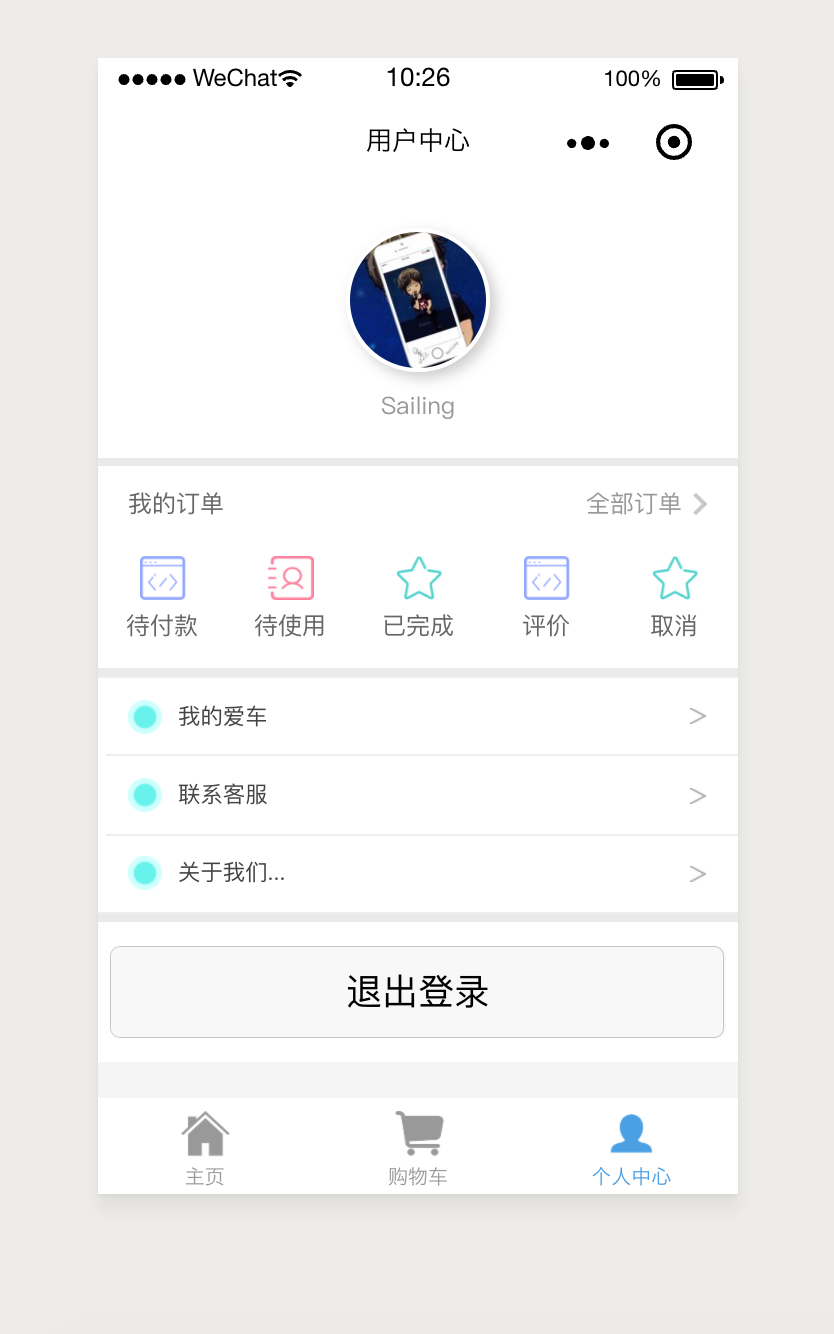 WeChat 10:26 100%
用户中心
Sailing
我的订单 全部订单
待付款 待使用 已完成 评价 取消
我的爱车 >
联系客服 >
关于我们... >
退出登录
主页 购物车 个人中心